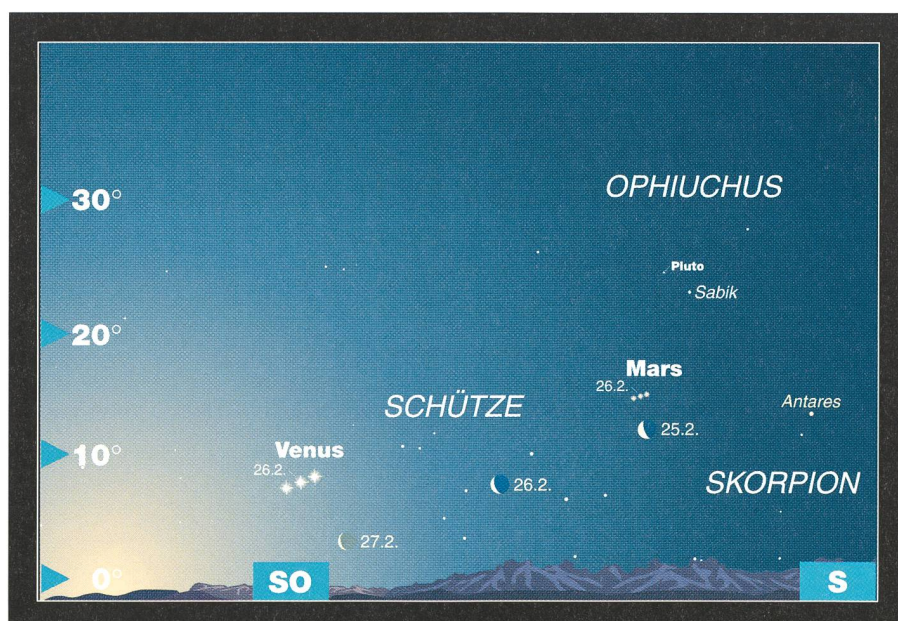 OPHIUCHUS
30°
Pluto
Sabik
20°
Mars
26.2.
SCHÜTZE
Antares
25.2.
Venus
10°
26.2.
26.2.
SKORPION
27.2.
0°
SO
S